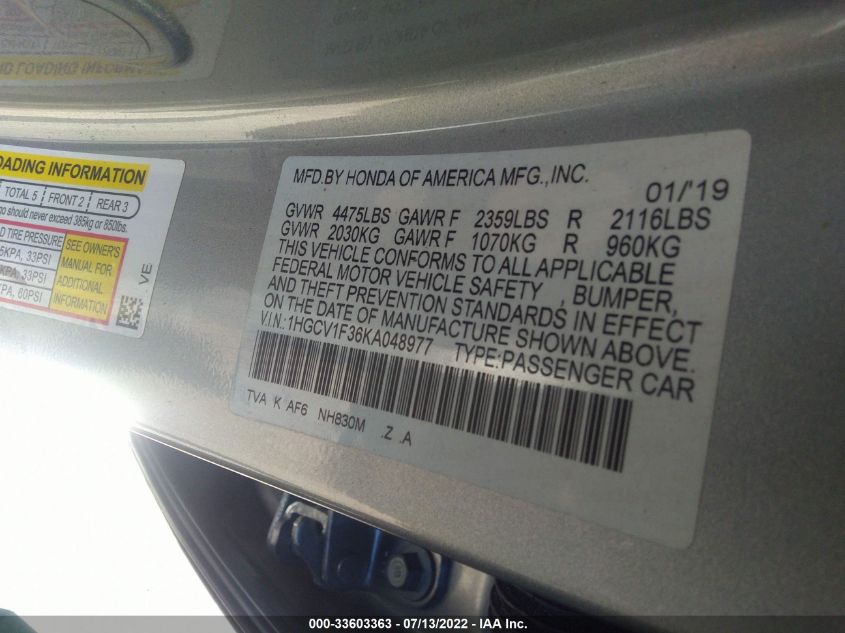 OADING INFORMATION
TOTAL 5 FRONT 2 REAR 3
should never exceed 385kg or 850lbs.
TIRE PRESSURE SEE OWNER'S MANUAL FOR ADDITIONAL INFORMATION
KPA, 33PSI
KPA, 33PSI
KPA, 60PSI
VE
MFD.BY HONDA OF AMERICA MFG.,INC.
01/'19
GVWR 4475LBS GAWR F 2359LBS R 2116LBS
GVWR 2030KG GAWR F 1070KG R 960KG
THIS VEHICLE CONFORMS TO ALL APPLICABLE
FEDERAL MOTOR VEHICLE SAFETY , BUMPER,
AND THEFT PREVENTION STANDARDS IN EFFECT
ON THE DATE OF MANUFACTURE SHOWN ABOVE.
V.I.N.:1HGCV1F36KA048977 TYPE:PASSENGER CAR
TVA K AF6 NH830M .Z .A
000-33603363 - 07/13/2022 - IAA Inc.